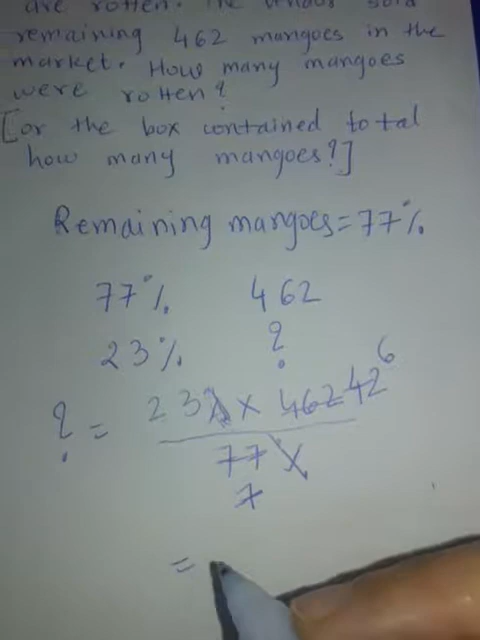 are rotten. The vendor sold
remaining 462 mangoes in the
market. How many mangoes
were rotten?
[or the box contained total
how many mangoes?]
Remaining mangoes = 77%
77% 462
23% ?
? = 23% × 462 42 6
77%
7
=